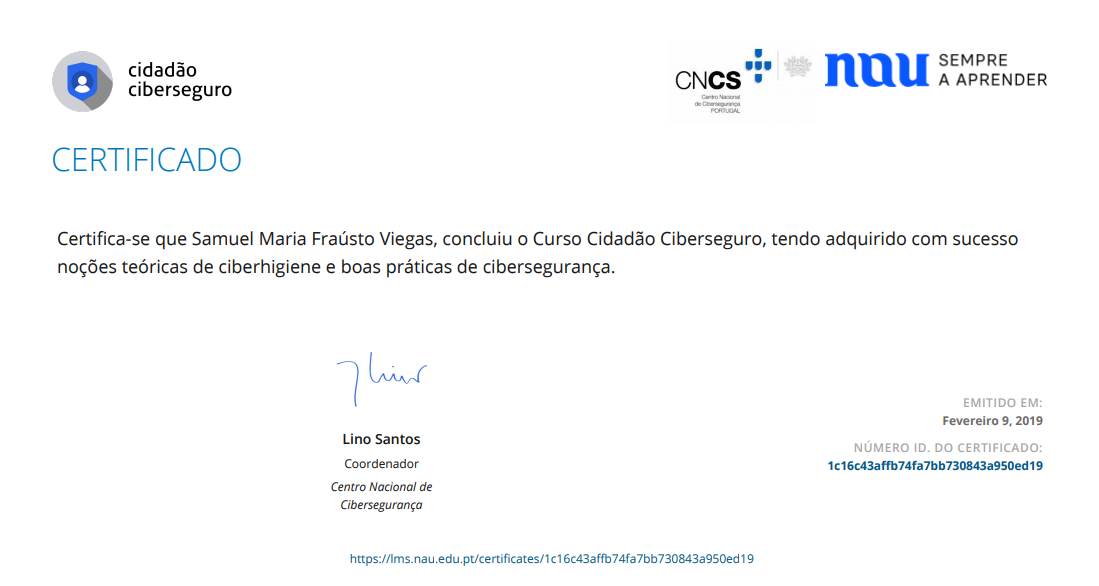 cidadão
ciberseguro
CNCS
Centro Nacional
de Cibersegurança
PORTUGAL
nau
SEMPRE
A APRENDER
CERTIFICADO
Certifica-se que Samuel Maria Fraústo Viegas, concluiu o Curso Cidadão Ciberseguro, tendo adquirido com sucesso
noções teóricas de ciberhigiene e boas práticas de cibersegurança.
Lino Santos
Coordenador
Centro Nacional de
Cibersegurança
EMITIDO EM:
Fevereiro 9, 2019
NÚMERO ID. DO CERTIFICADO:
1c16c43affb74fa7bb730843a950ed19
https://lms.nau.edu.pt/certificates/1c16c43affb74fa7bb730843a950ed19